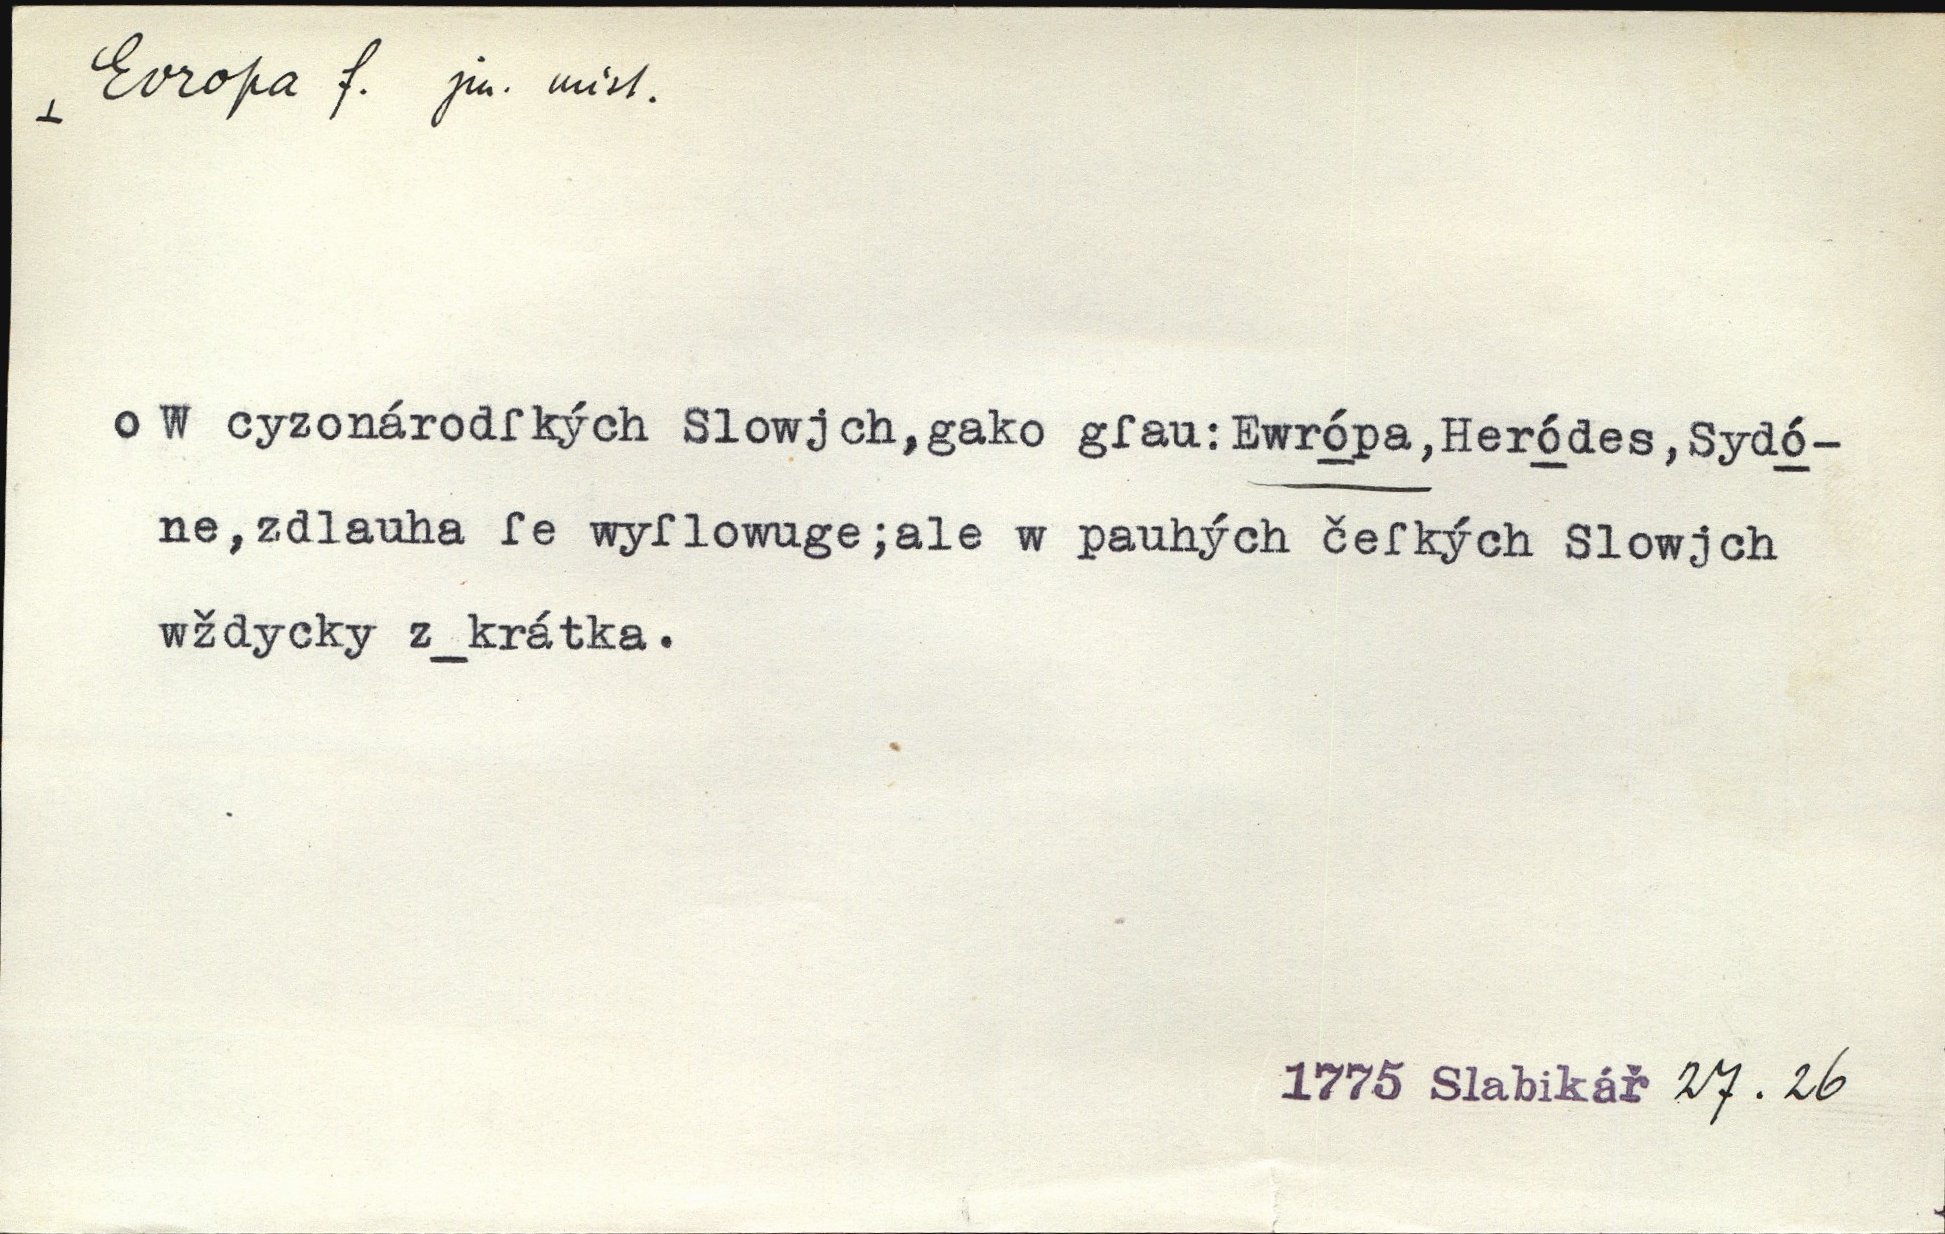 ⊥ Evropa f. jm. míst.
o W cyzonárodſkých Slowjch,gako gſau:Ewrópa,Heródes,Sydó-
ne,zdlauha ſe wyſlowuge;ale w pauhých čeſkých Slowjch
wždycky z_krátka.
1775 Slabikář 27.26